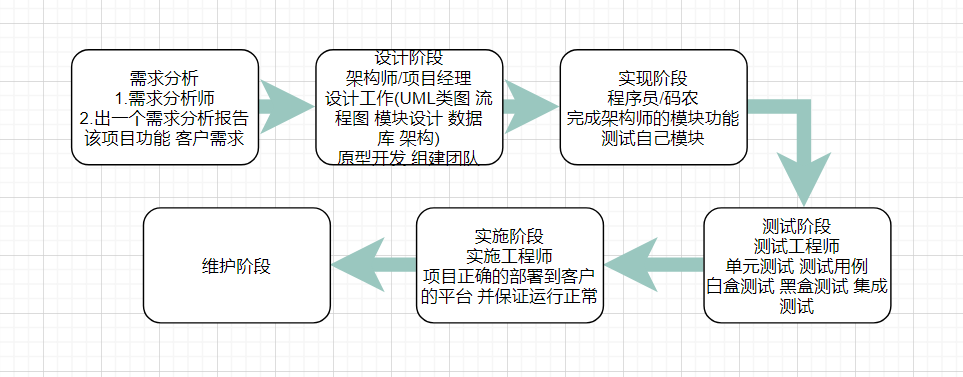 需求分析
1.需求分析师
2.出一个需求分析报告
该项目功能 客户需求
设计阶段
架构师/项目经理
设计工作(UML类图 流
程图 模块设计 数据
库 架构)
原型开发 组建团队
实现阶段
程序员/码农
完成架构师的模块功能
测试自己模块
测试阶段
测试工程师
单元测试 测试用例
白盒测试 黑盒测试 集成
测试
实施阶段
实施工程师
项目正确的部署到客户
的平台 并保证运行正常
维护阶段